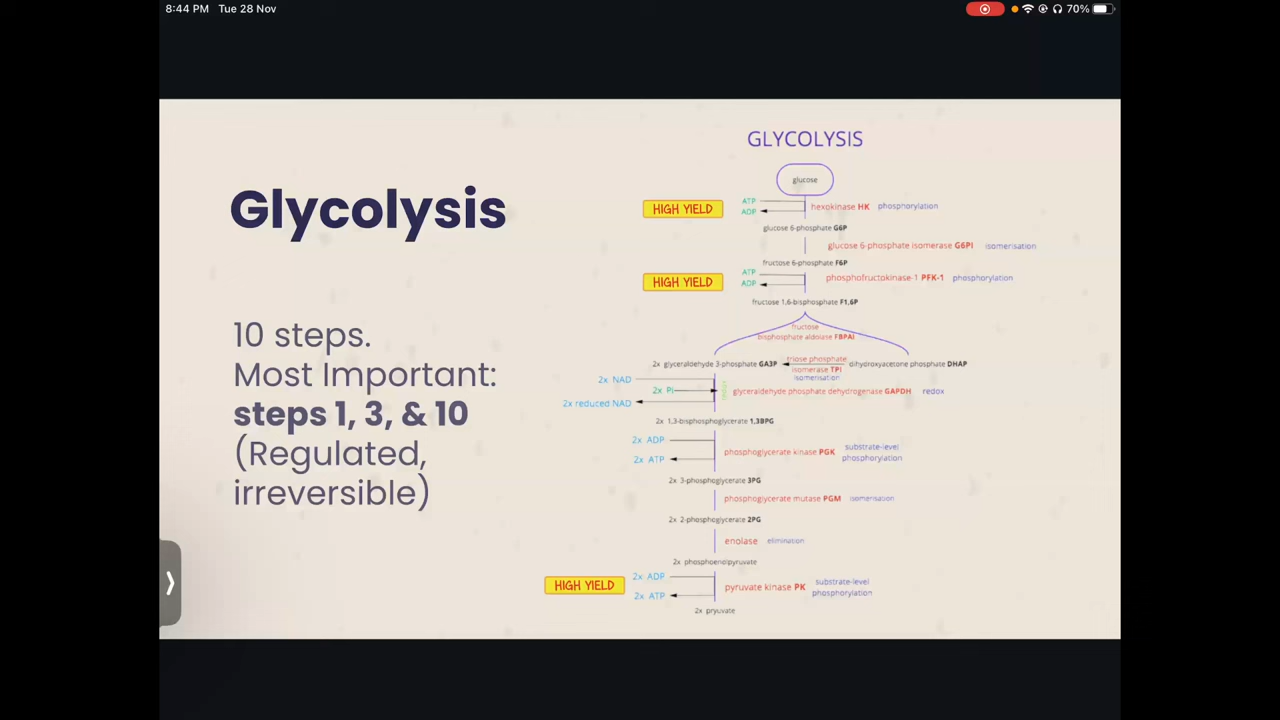 8:44 PM Tue 28 Nov
70%
Glycolysis
10 steps.
Most Important:
steps 1, 3, & 10
(Regulated,
irreversible)
GLYCOLYSIS
glucose
HIGH YIELD
ATP
ADP
hexokinase HK phosphorylation
glucose 6-phosphate G6P
glucose 6-phosphate isomerase G6PI isomerisation
fructose 6-phosphate F6P
HIGH YIELD
ATP
ADP
phosphofructokinase-1 PFK-1 phosphorylation
fructose 1,6-bisphosphate F1,6P
fructose
bisphosphate aldolase FBPAl
2x glyceraldehyde 3-phosphate GA3P
triose phosphate
isomerase TPI
isomerisation
dihydroxyacetone phosphate DHAP
2x NAD
2x Pi
2x reduced NAD
glyceraldehyde phosphate dehydrogenase GAPDH redox
2x 1,3-bisphosphoglycerate 1,3BPG
2x ADP
2x ATP
phosphoglycerate kinase PGK
substrate-level
phosphorylation
2x 3-phosphoglycerate 3PG
phosphoglycerate mutase PGM isomerisation
2x 2-phosphoglycerate 2PG
enolase elimination
2x phosphoenolpyruvate
HIGH YIELD
2x ADP
2x ATP
pyruvate kinase PK
substrate-level
phosphorylation
2x pryuvate